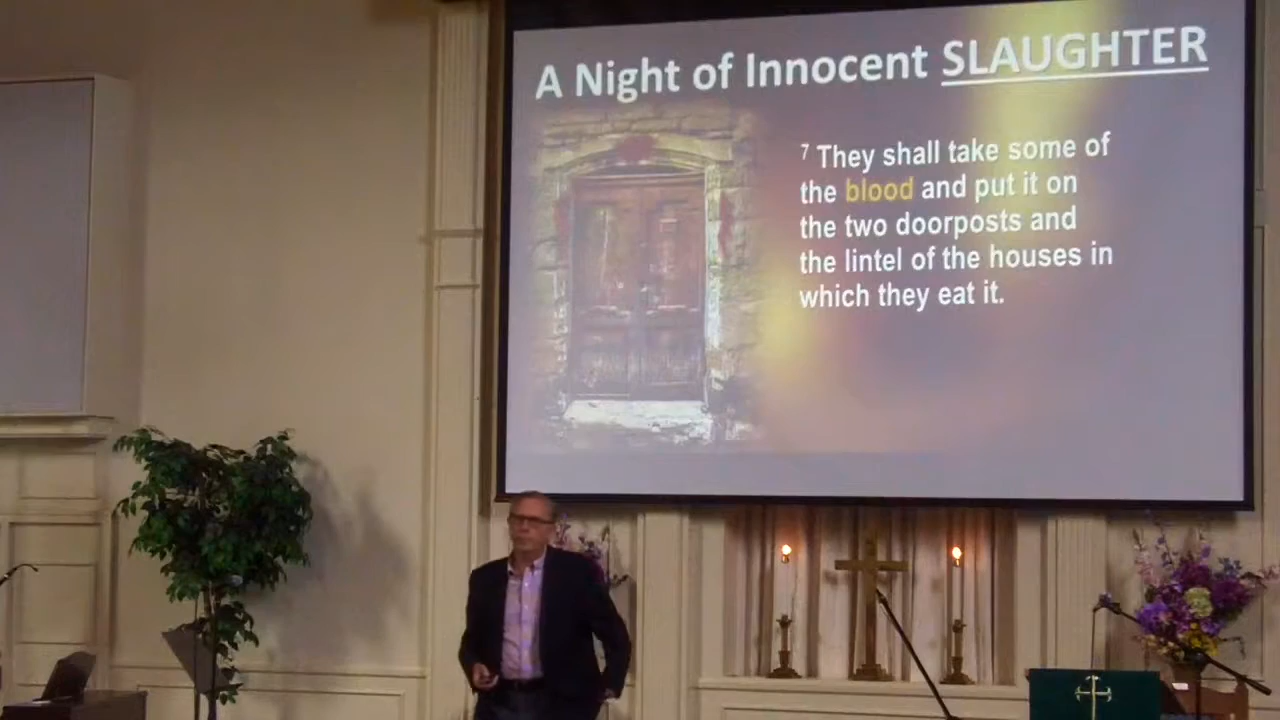 A Night of Innocent SLAUGHTER
7 They shall take some of
the blood and put it on
the two doorposts and
the lintel of the houses in
which they eat it.